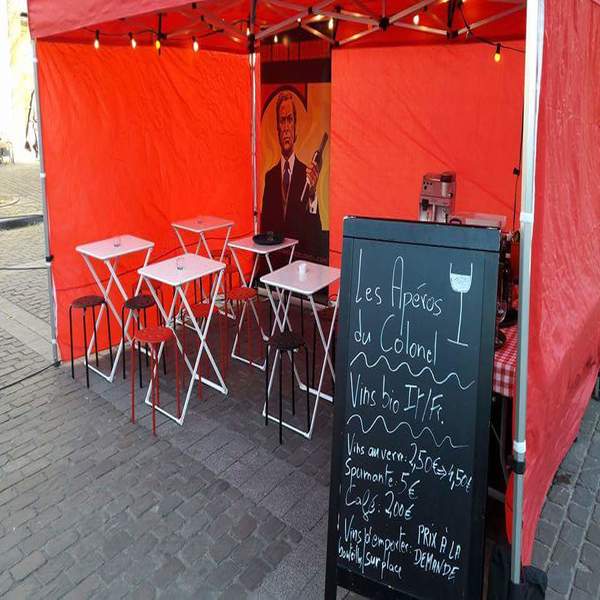 Les Apéros
du Colonel
Vins bio It/Fr.
Vins au verre: 2,50€ → 4,50€
Spumante: 5€
Café: 2,00€
Vins à emporter: PRIX À LA
bouteille/sur place DEMANDE